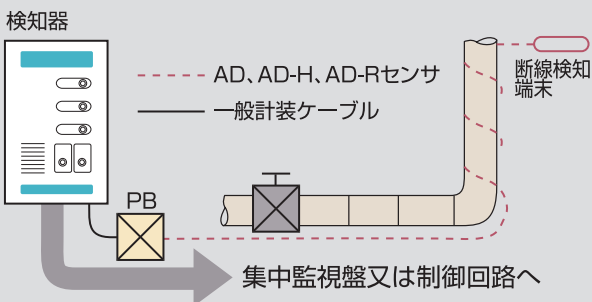 検知器
AD、AD-H、AD-Rセンサ
一般計装ケーブル
断線検知
端末
PB
集中監視盤又は制御回路へ